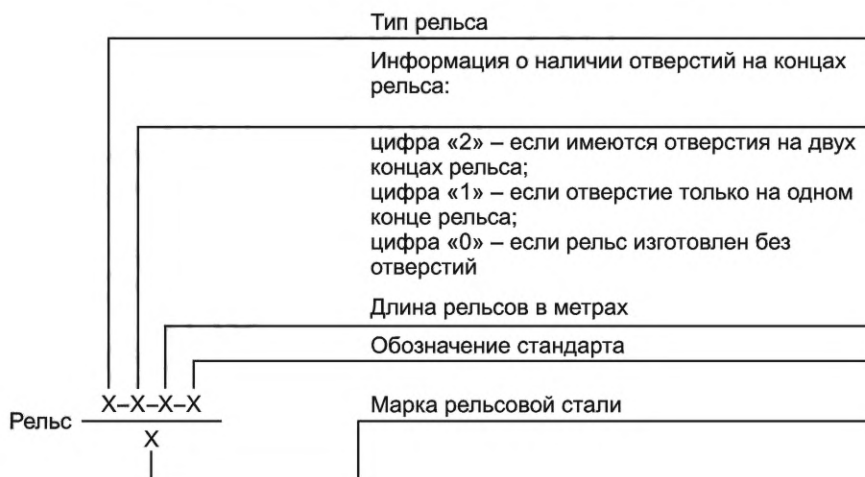 Тип рельса
Информация о наличии отверстий на концах
рельса:
цифра «2» – если имеются отверстия на двух
концах рельса;
цифра «1» – если отверстие только на одном
конце рельса;
цифра «0» – если рельс изготовлен без
отверстий
Длина рельсов в метрах
Обозначение стандарта
Х–Х–Х–Х
Рельс
Х
Марка рельсовой стали